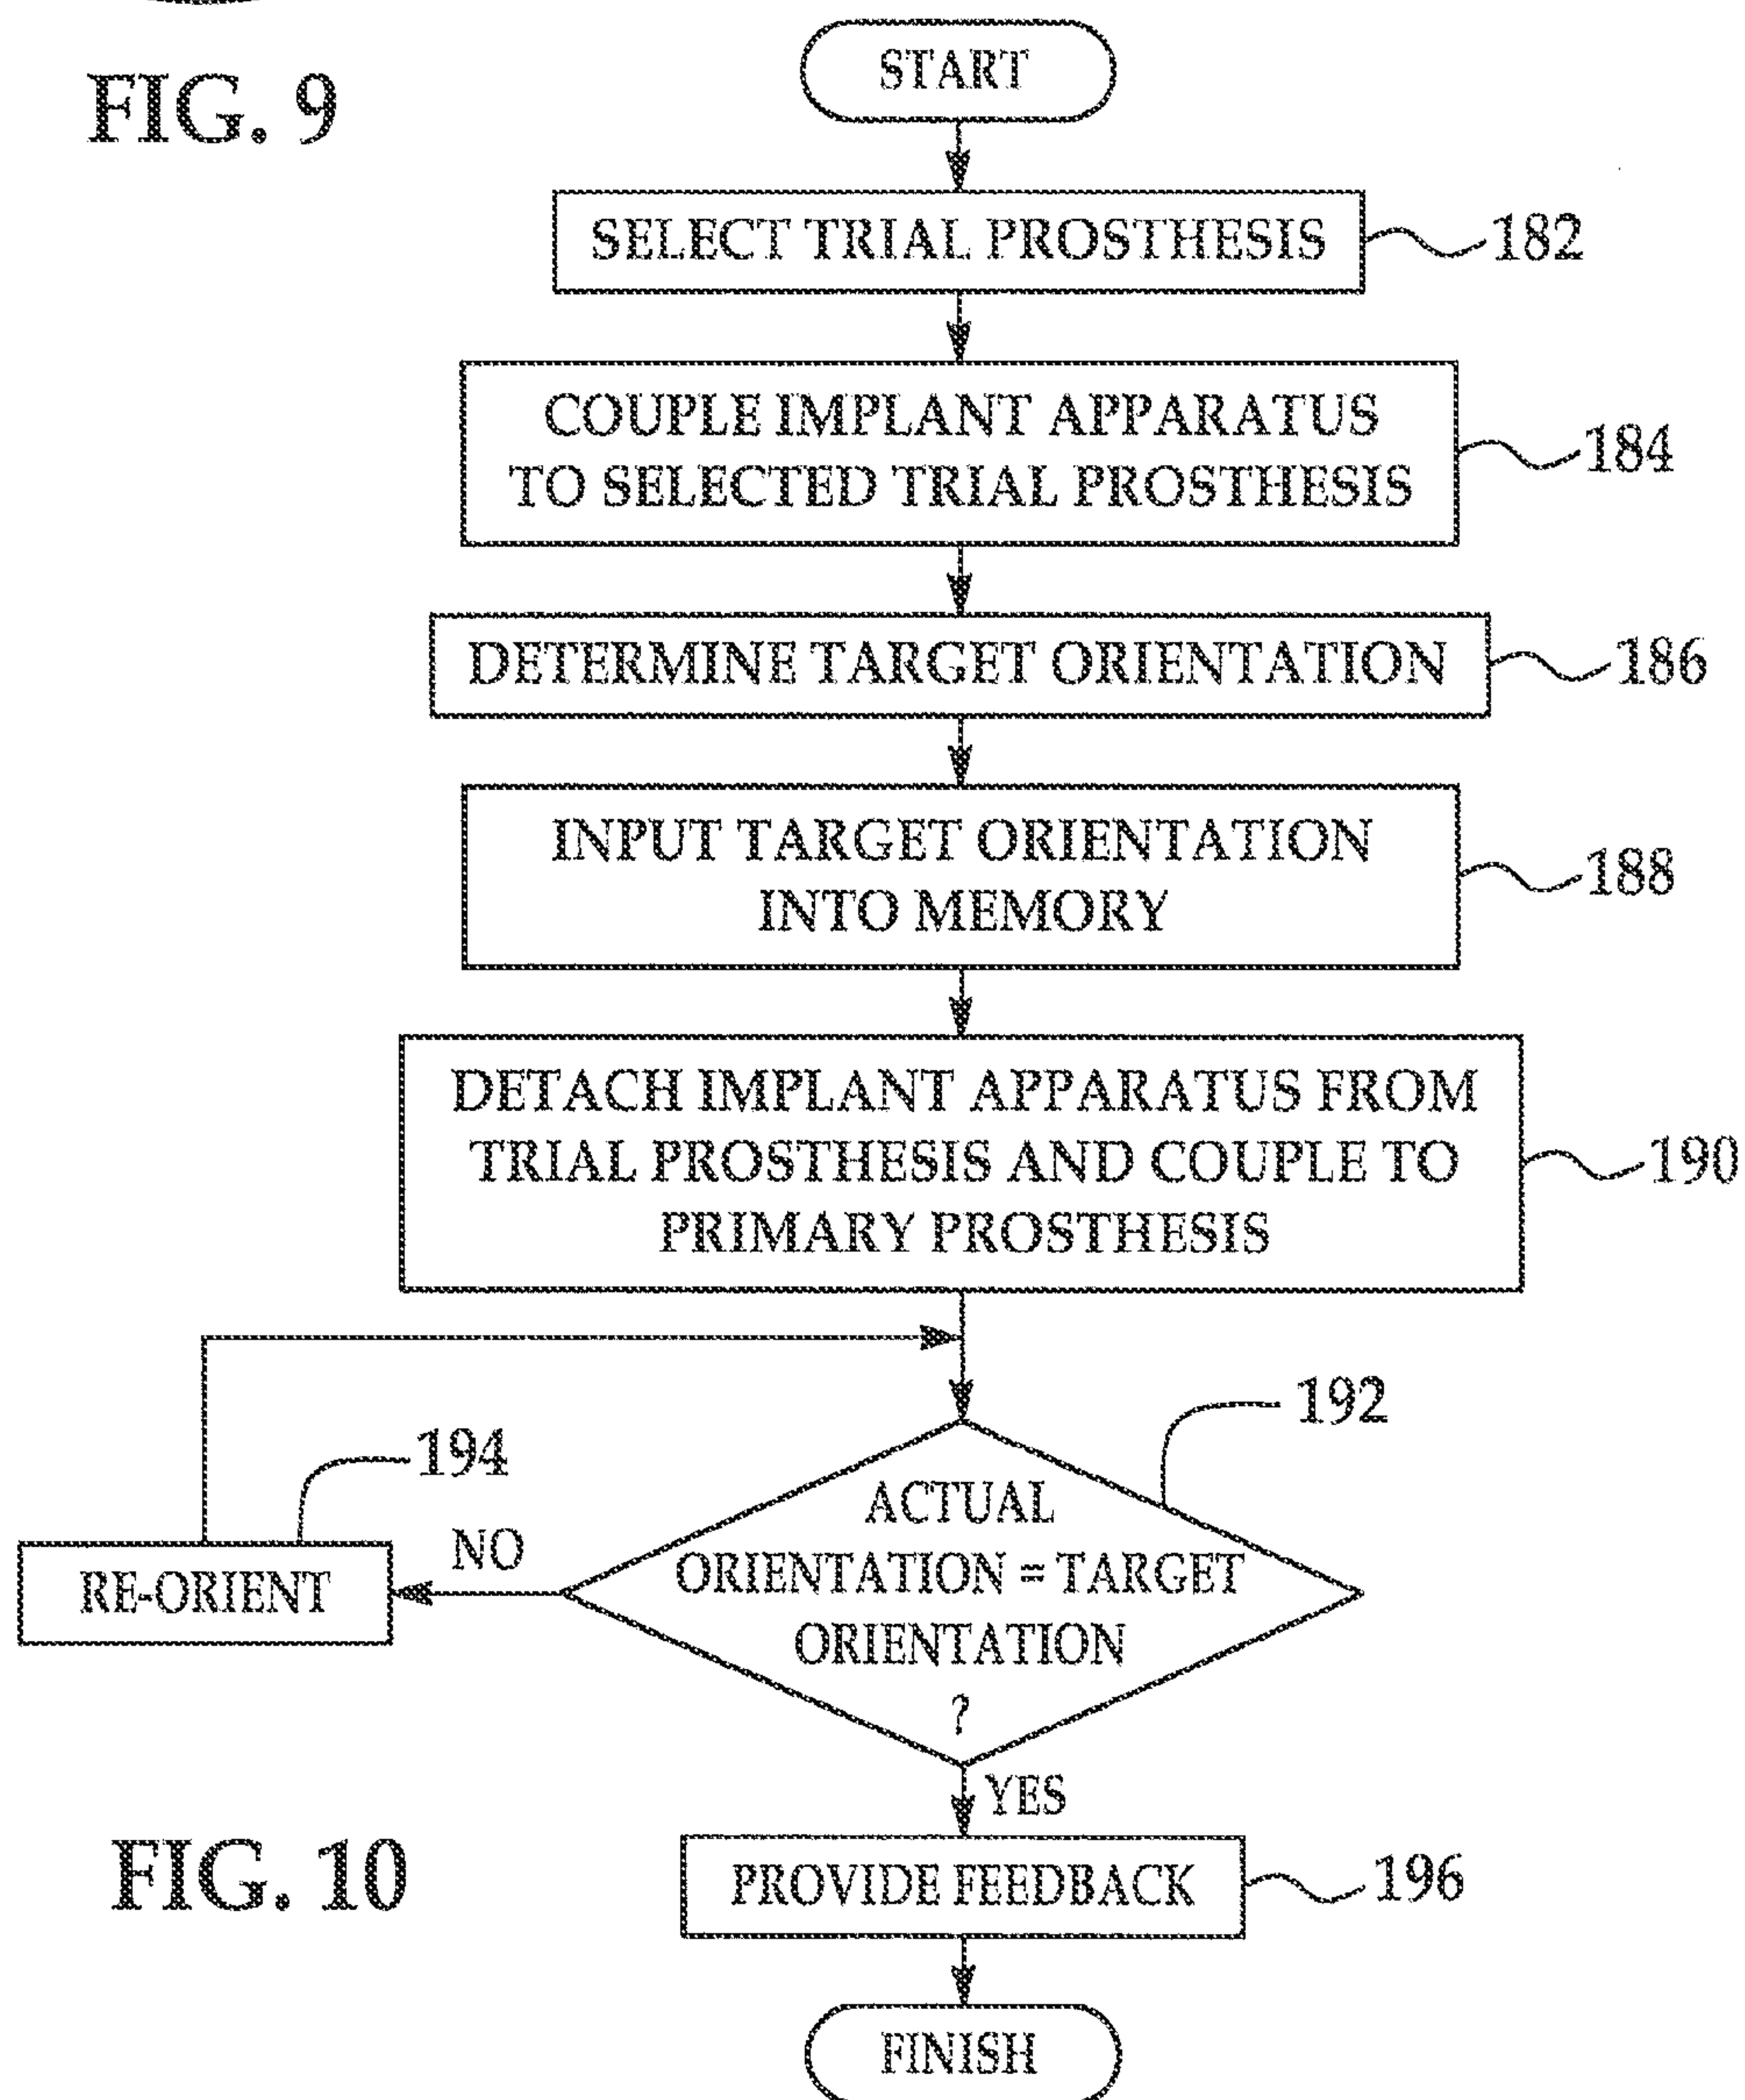 FIG. 9
START
SELECT TRIAL PROSTHESIS
182
COUPLE IMPLANT APPARATUS
TO SELECTED TRIAL PROSTHESIS
184
DETERMINE TARGET ORIENTATION
186
INPUT TARGET ORIENTATION
INTO MEMORY
188
DETACH IMPLANT APPARATUS FROM
TRIAL PROSTHESIS AND COUPLE TO
PRIMARY PROSTHESIS
190
192
ACTUAL
ORIENTATION = TARGET
ORIENTATION
?
NO
194
RE-ORIENT
YES
PROVIDE FEEDBACK
196
FIG. 10
FINISH